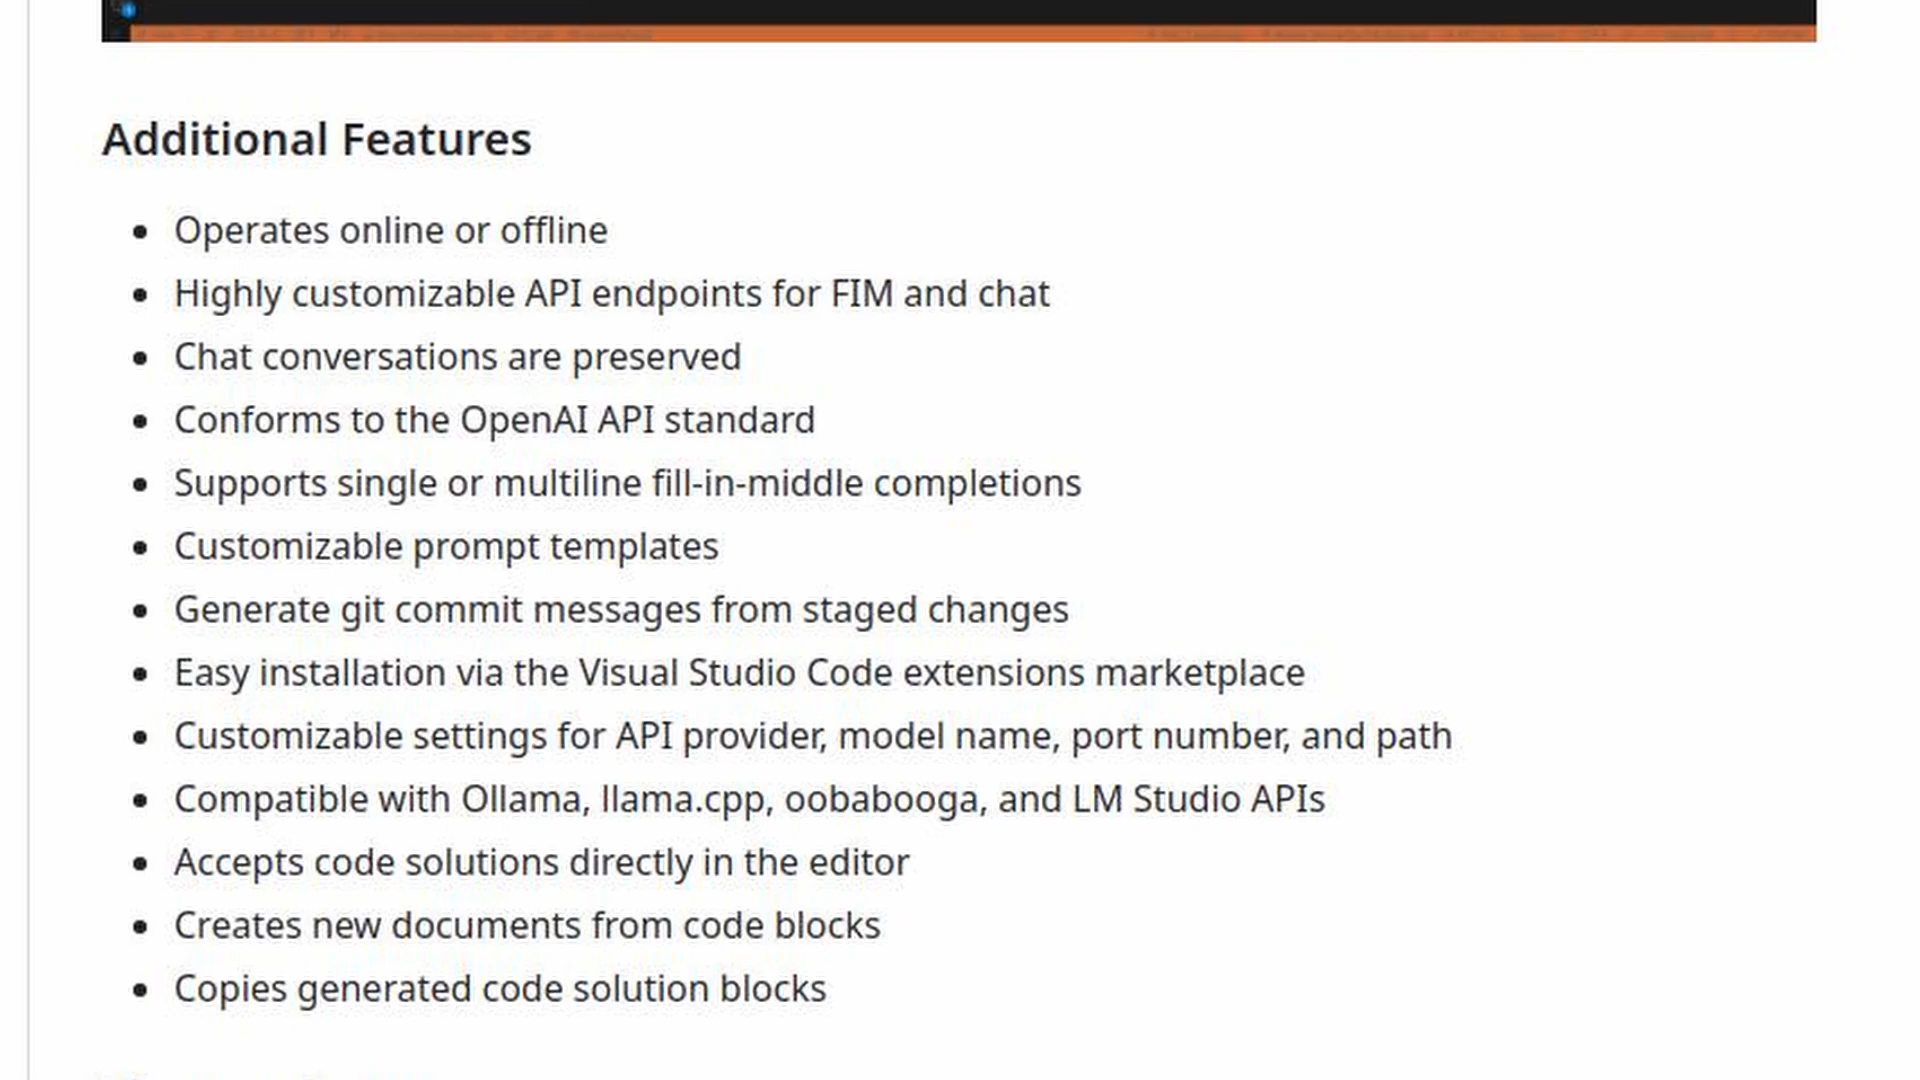 Additional Features
Operates online or offline
Highly customizable API endpoints for FIM and chat
Chat conversations are preserved
Conforms to the OpenAI API standard
Supports single or multiline fill-in-middle completions
Customizable prompt templates
Generate git commit messages from staged changes
Easy installation via the Visual Studio Code extensions marketplace
Customizable settings for API provider, model name, port number, and path
Compatible with Ollama, llama.cpp, oobabooga, and LM Studio APIs
Accepts code solutions directly in the editor
Creates new documents from code blocks
Copies generated code solution blocks